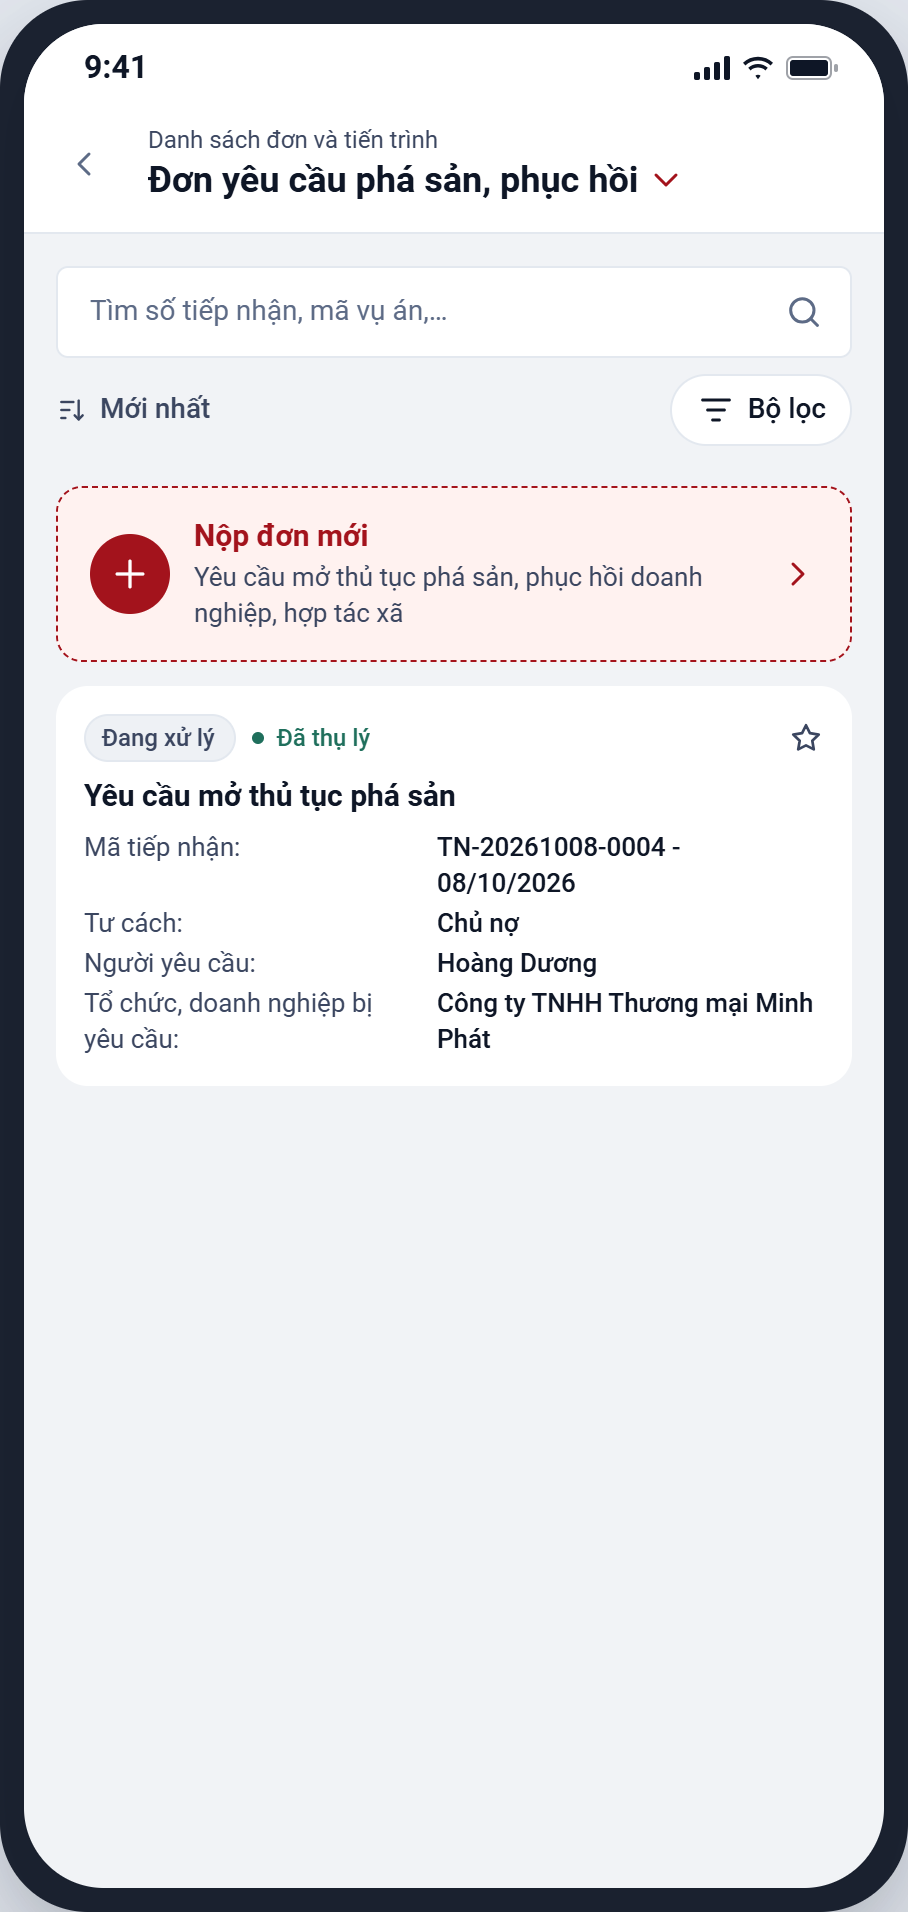 9:41
Danh sách đơn và tiến trình
Đơn yêu cầu phá sản, phục hồi
Tìm số tiếp nhận, mã vụ án,...
Mới nhất
Bộ lọc
Nộp đơn mới
Yêu cầu mở thủ tục phá sản, phục hồi doanh
nghiệp, hợp tác xã
Đang xử lý
Đã thụ lý
Yêu cầu mở thủ tục phá sản
Mã tiếp nhận:
TN-20261008-0004 -
08/10/2026
Tư cách:
Chủ nợ
Người yêu cầu:
Hoàng Dương
Tổ chức, doanh nghiệp bị
yêu cầu:
Công ty TNHH Thương mại Minh
Phát